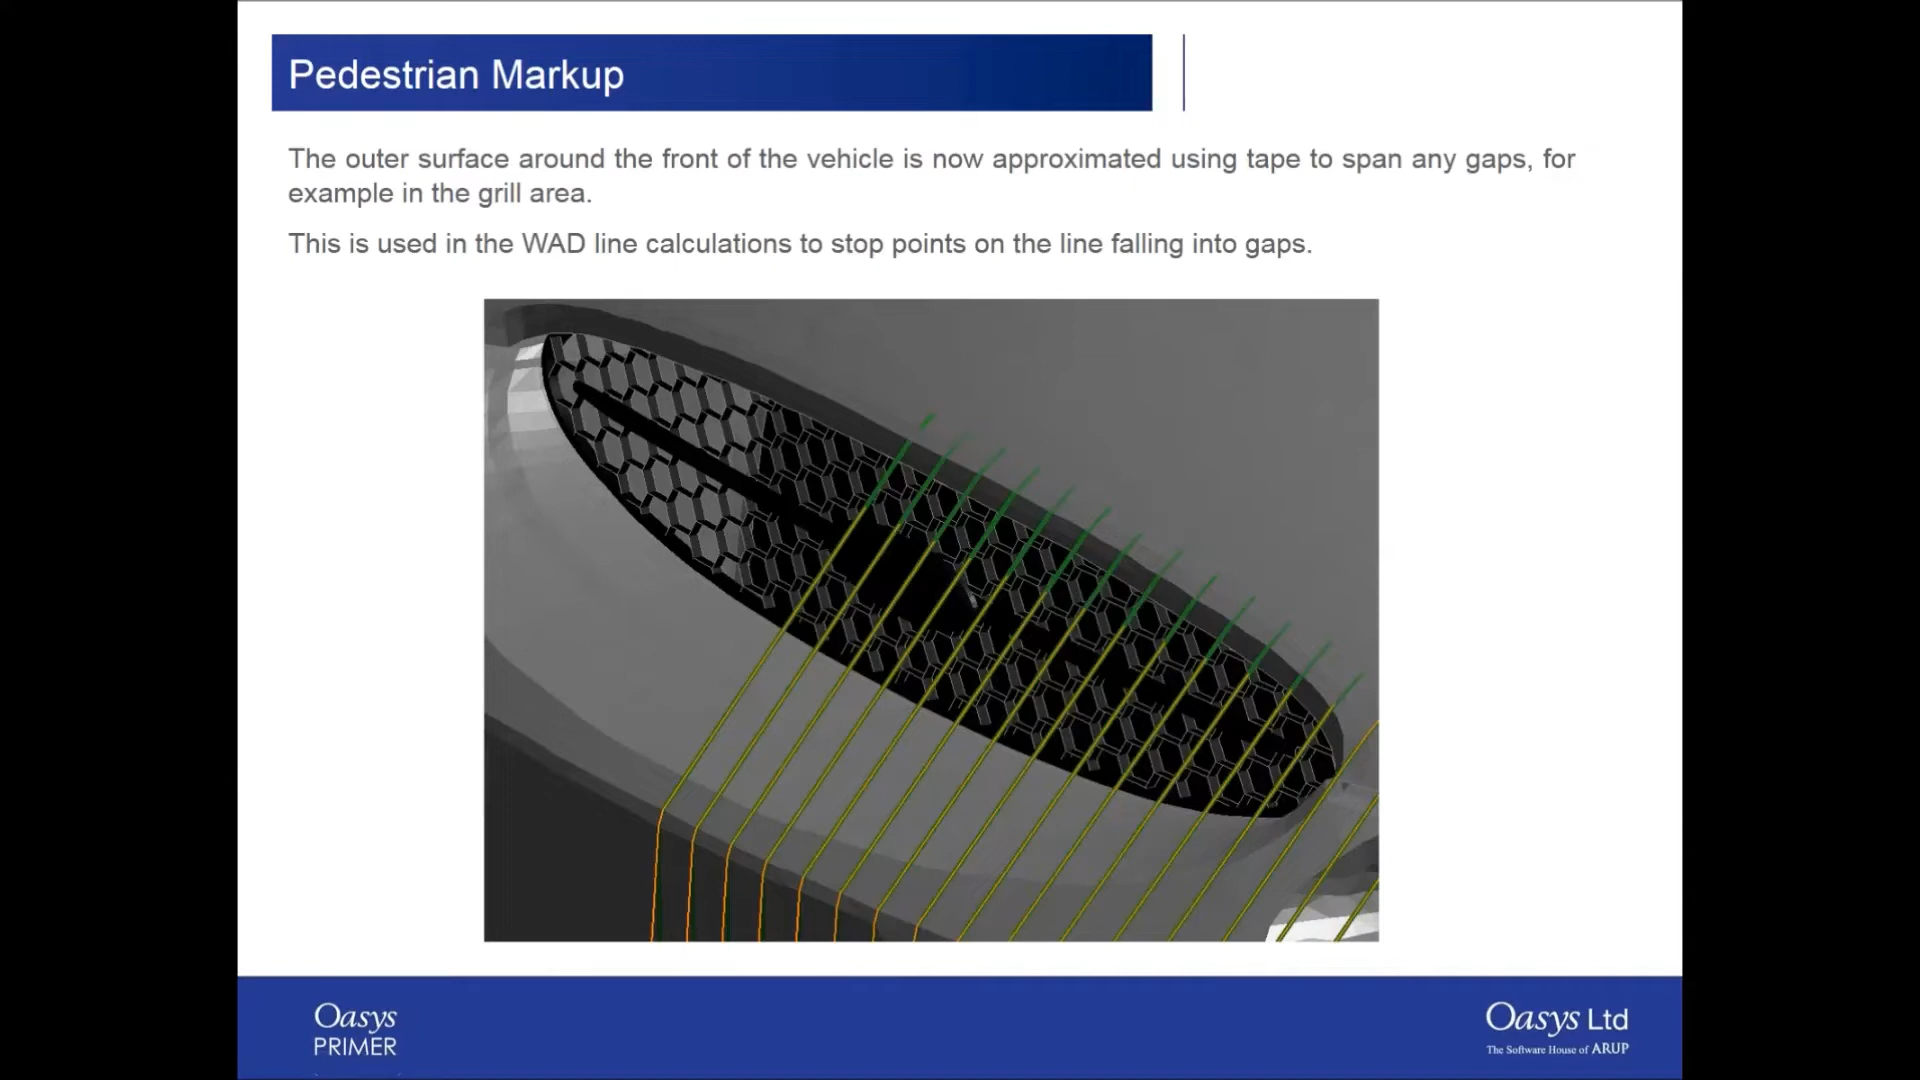 Pedestrian Markup
The outer surface around the front of the vehicle is now approximated using tape to span any gaps, for
example in the grill area.
This is used in the WAD line calculations to stop points on the line falling into gaps.
Oasys
PRIMER
Oasys Ltd
The Software House of ARUP